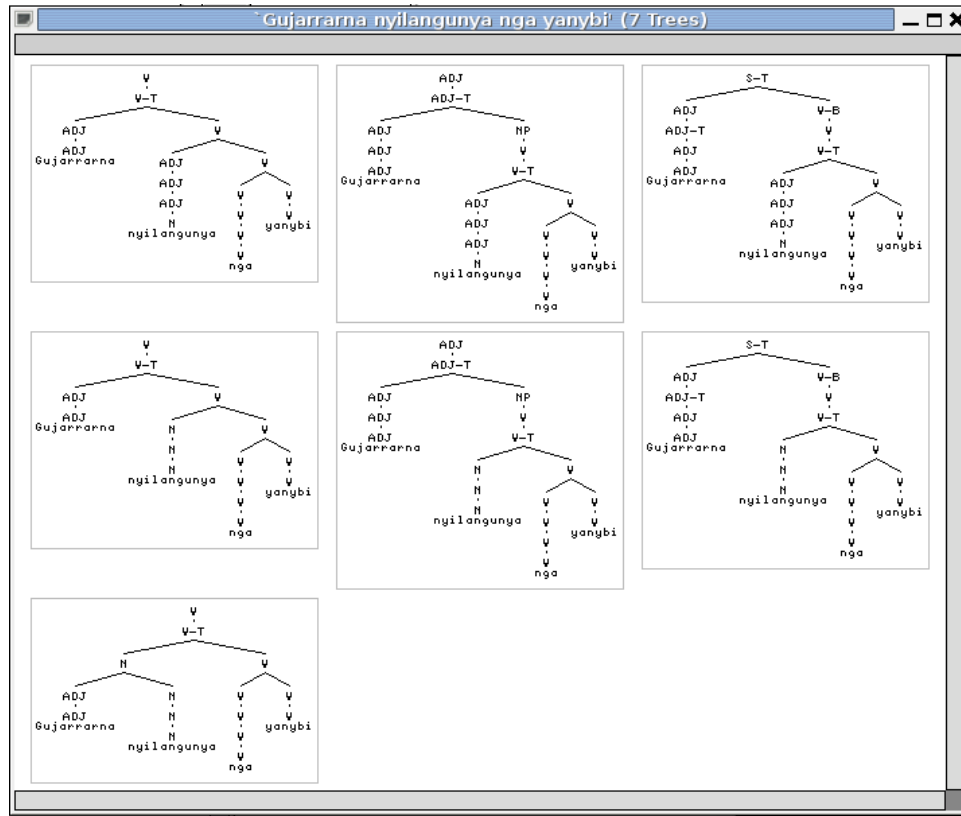 `Gujarrarna nyilangunya nga yanybi' (7 Trees)
V
V-T
ADJ V
ADJ
Gujarrarna ADJ V
ADJ V V
ADJ V V
N V yanybi
nyilangunya V
nga
ADJ
ADJ-T
ADJ NP
ADJ V
ADJ V-T
Gujarrarna
ADJ V
ADJ
ADJ V V
N V V
nyilangunya V yanybi
V
nga
S-T
ADJ V-B
ADJ-T V
ADJ V-T
ADJ
Gujarrarna ADJ V
ADJ V V
ADJ V V
N V yanybi
nyilangunya V
nga
V
V-T
ADJ V
ADJ
Gujarrarna N V
N V V
N V V
nyilangunya V yanybi
V
nga
ADJ
ADJ-T
ADJ NP
ADJ V
ADJ V-T
Gujarrarna
N V
N V V
N V V
nyilangunya V yanybi
V
nga
S-T
ADJ V-B
ADJ-T V
ADJ V-T
ADJ
Gujarrarna N V
N V V
N V V
nyilangunya V yanybi
V
nga
V
V-T
N V
ADJ N V V
ADJ N V V
Gujarrarna N V yanybi
nyilangunya V
nga